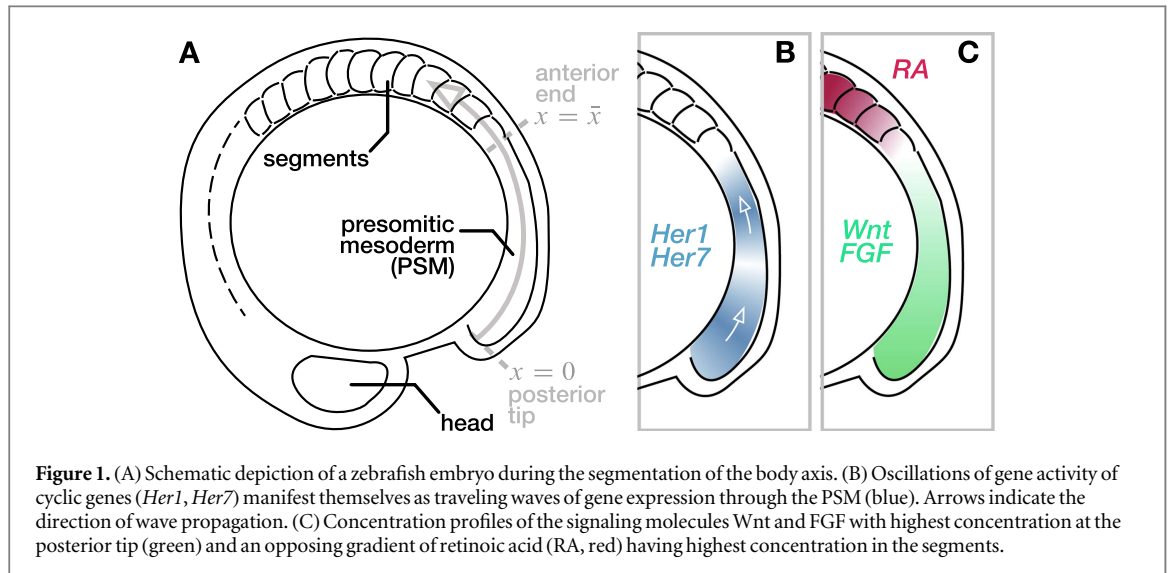 A
anterior
end
x = x̄
segments
presomitic
mesoderm
(PSM)
x = 0
posterior
tip
head
B
Her1
Her7
C
RA
Wnt
FGF
Figure 1. (A) Schematic depiction of a zebrafish embryo during the segmentation of the body axis. (B) Oscillations of gene activity of
cyclic genes (Her1, Her7) manifest themselves as traveling waves of gene expression through the PSM (blue). Arrows indicate the
direction of wave propagation. (C) Concentration profiles of the signaling molecules Wnt and FGF with highest concentration at the
posterior tip (green) and an opposing gradient of retinoic acid (RA, red) having highest concentration in the segments.